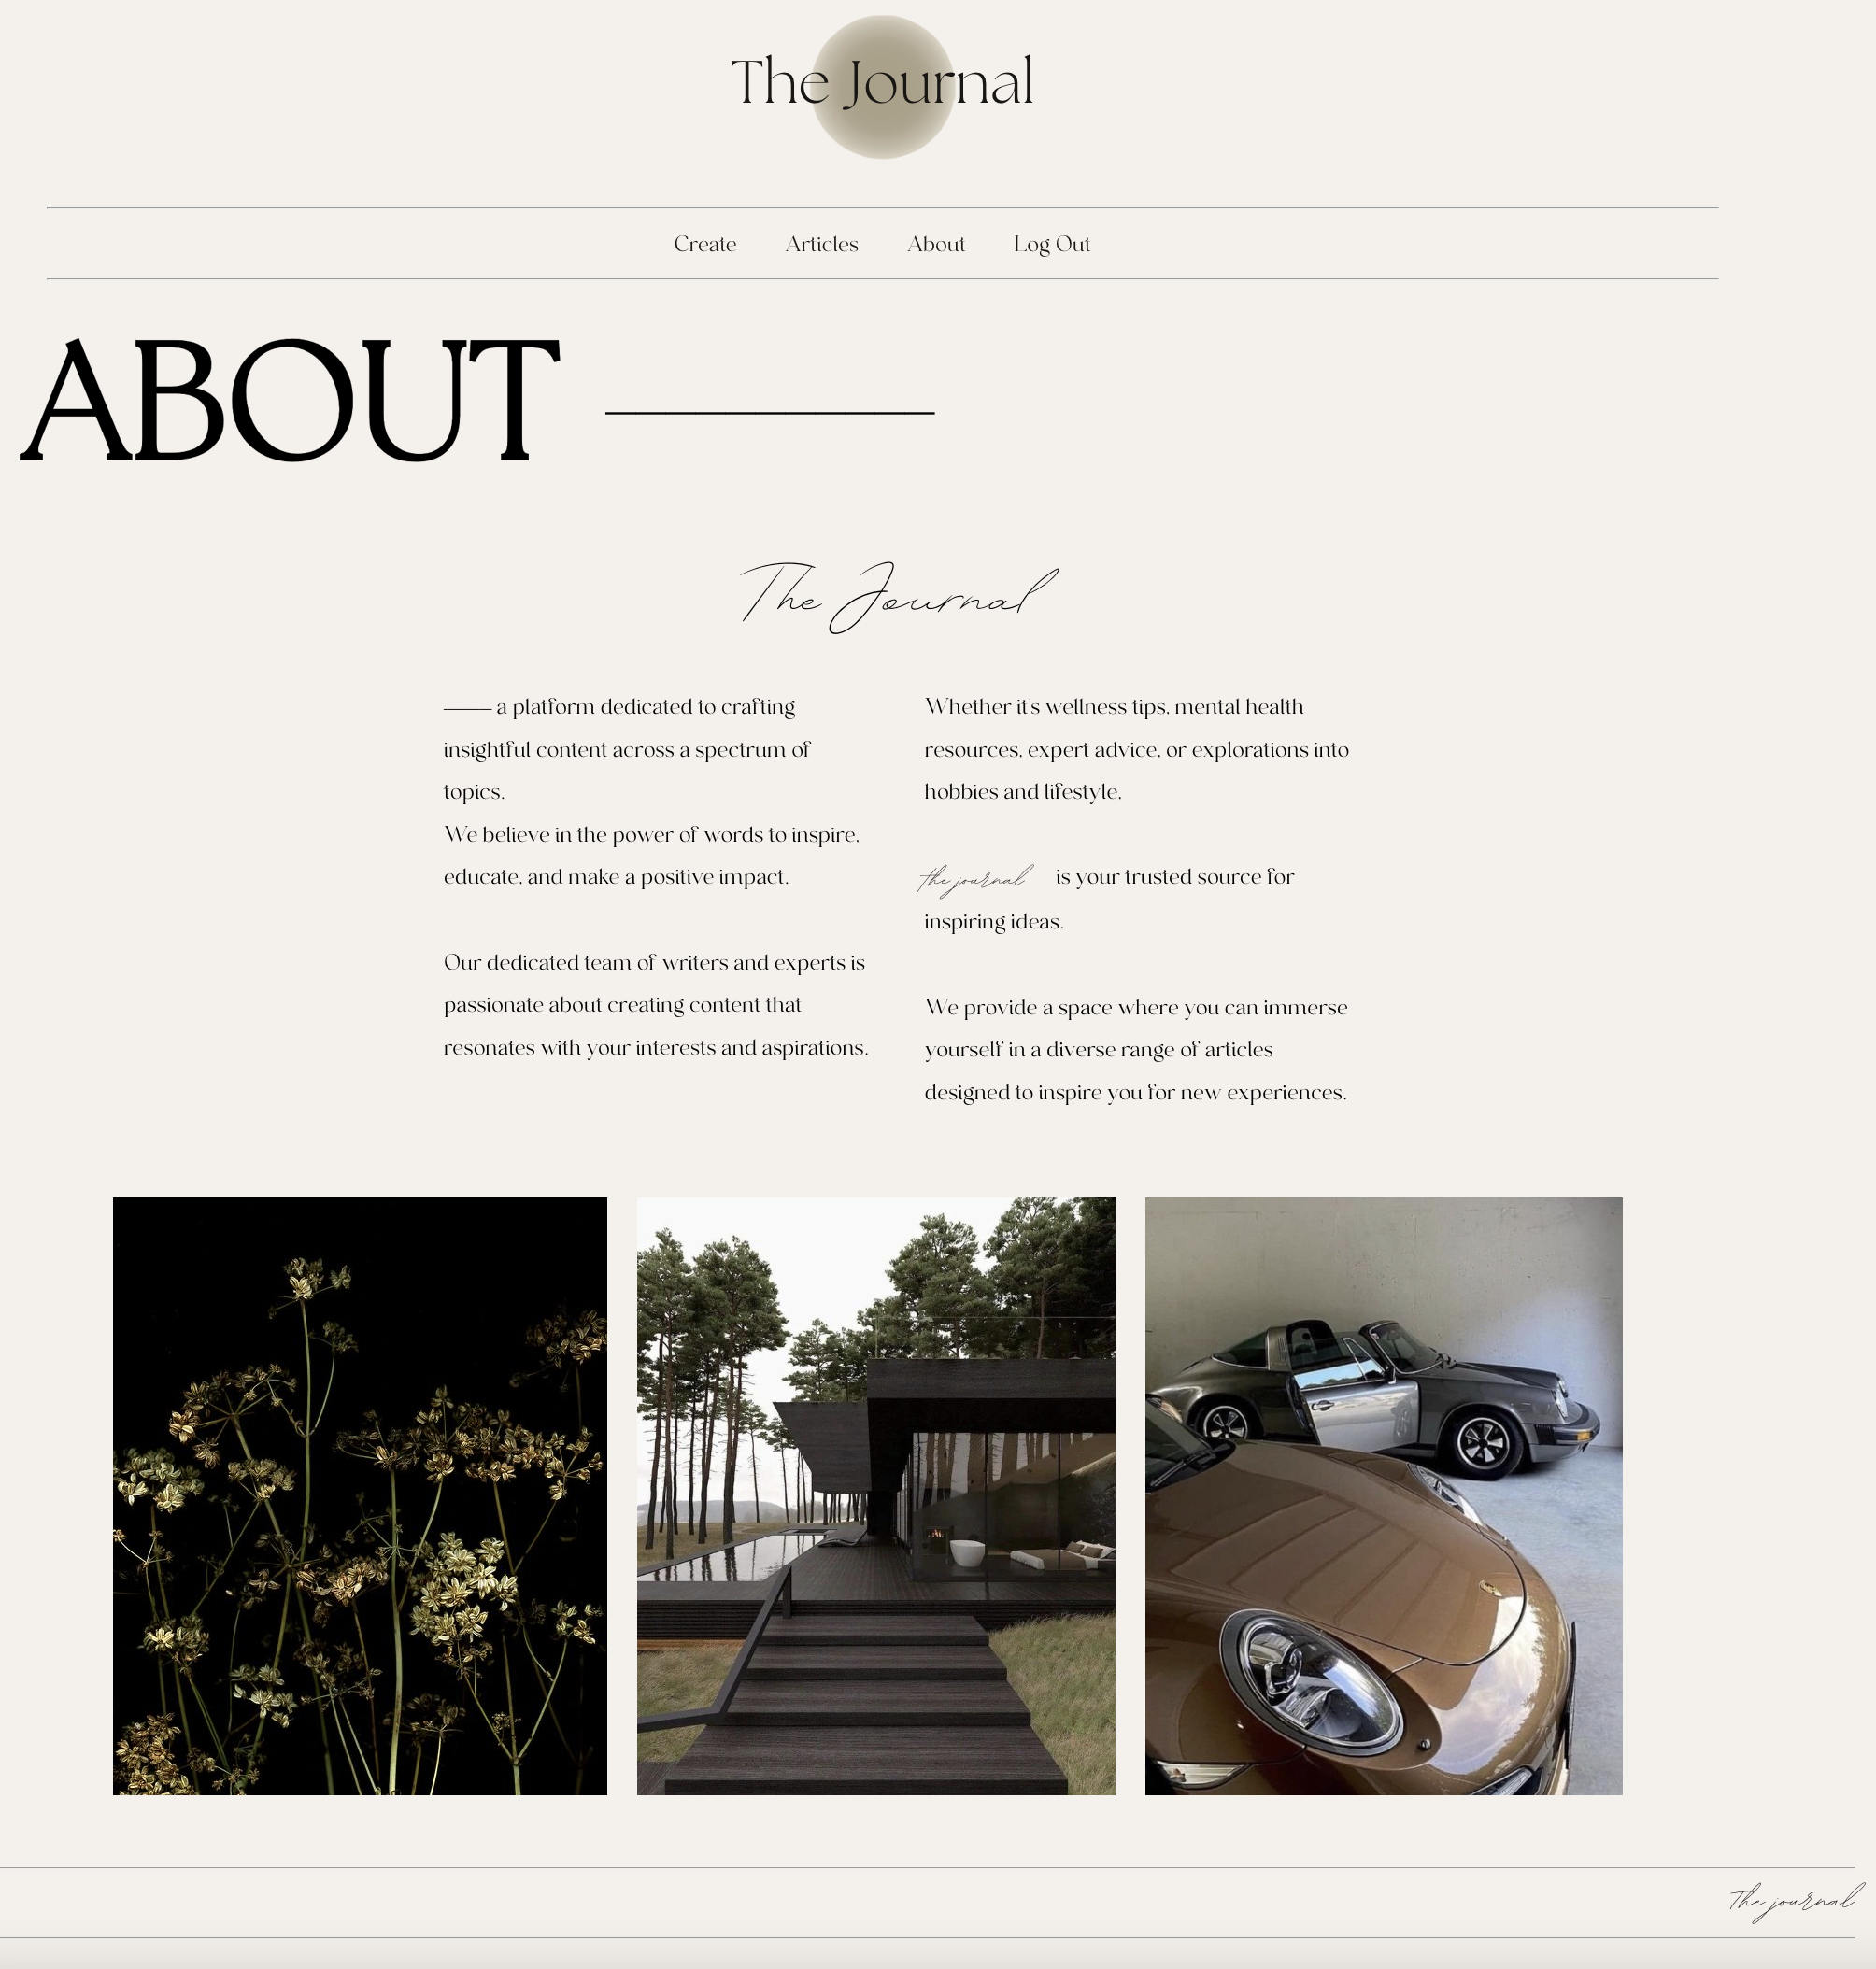 The Journal
Create Articles About Log Out
ABOUT
The Journal
—— a platform dedicated to crafting
insightful content across a spectrum of
topics.
We believe in the power of words to inspire,
educate, and make a positive impact.
Our dedicated team of writers and experts is
passionate about creating content that
resonates with your interests and aspirations.
Whether it's wellness tips, mental health
resources, expert advice, or explorations into
hobbies and lifestyle,
the journal is your trusted source for
inspiring ideas.
We provide a space where you can immerse
yourself in a diverse range of articles
designed to inspire you for new experiences.
The journal